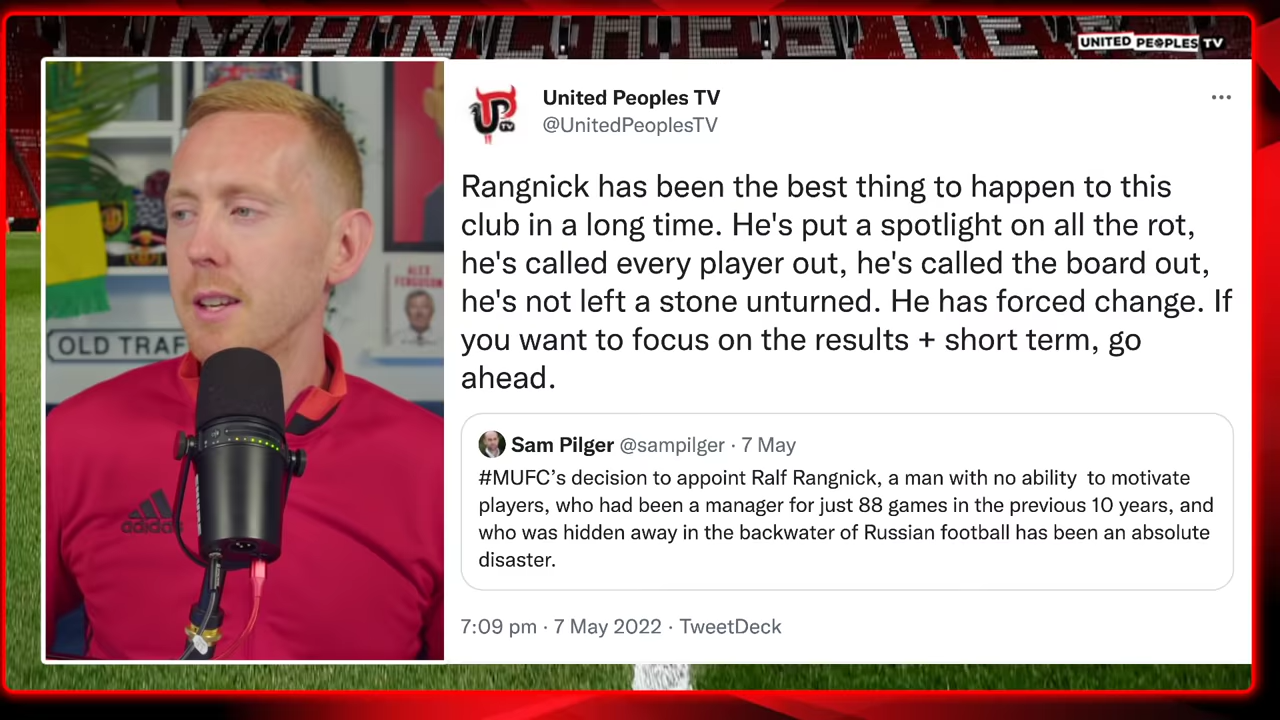 MANCHESTER
UNITED PEOPLES TV
United Peoples TV
@UnitedPeoplesTV
UP
TV
Rangnick has been the best thing to happen to this
club in a long time. He's put a spotlight on all the rot,
he's called every player out, he's called the board out,
he's not left a stone unturned. He has forced change. If
you want to focus on the results + short term, go
ahead.
Sam Pilger @sampilger · 7 May
#MUFC’s decision to appoint Ralf Rangnick, a man with no ability to motivate
players, who had been a manager for just 88 games in the previous 10 years, and
who was hidden away in the backwater of Russian football has been an absolute
disaster.
7:09 pm · 7 May 2022 · TweetDeck
ALEX
FERGUSON
OLD TRAF
adidas